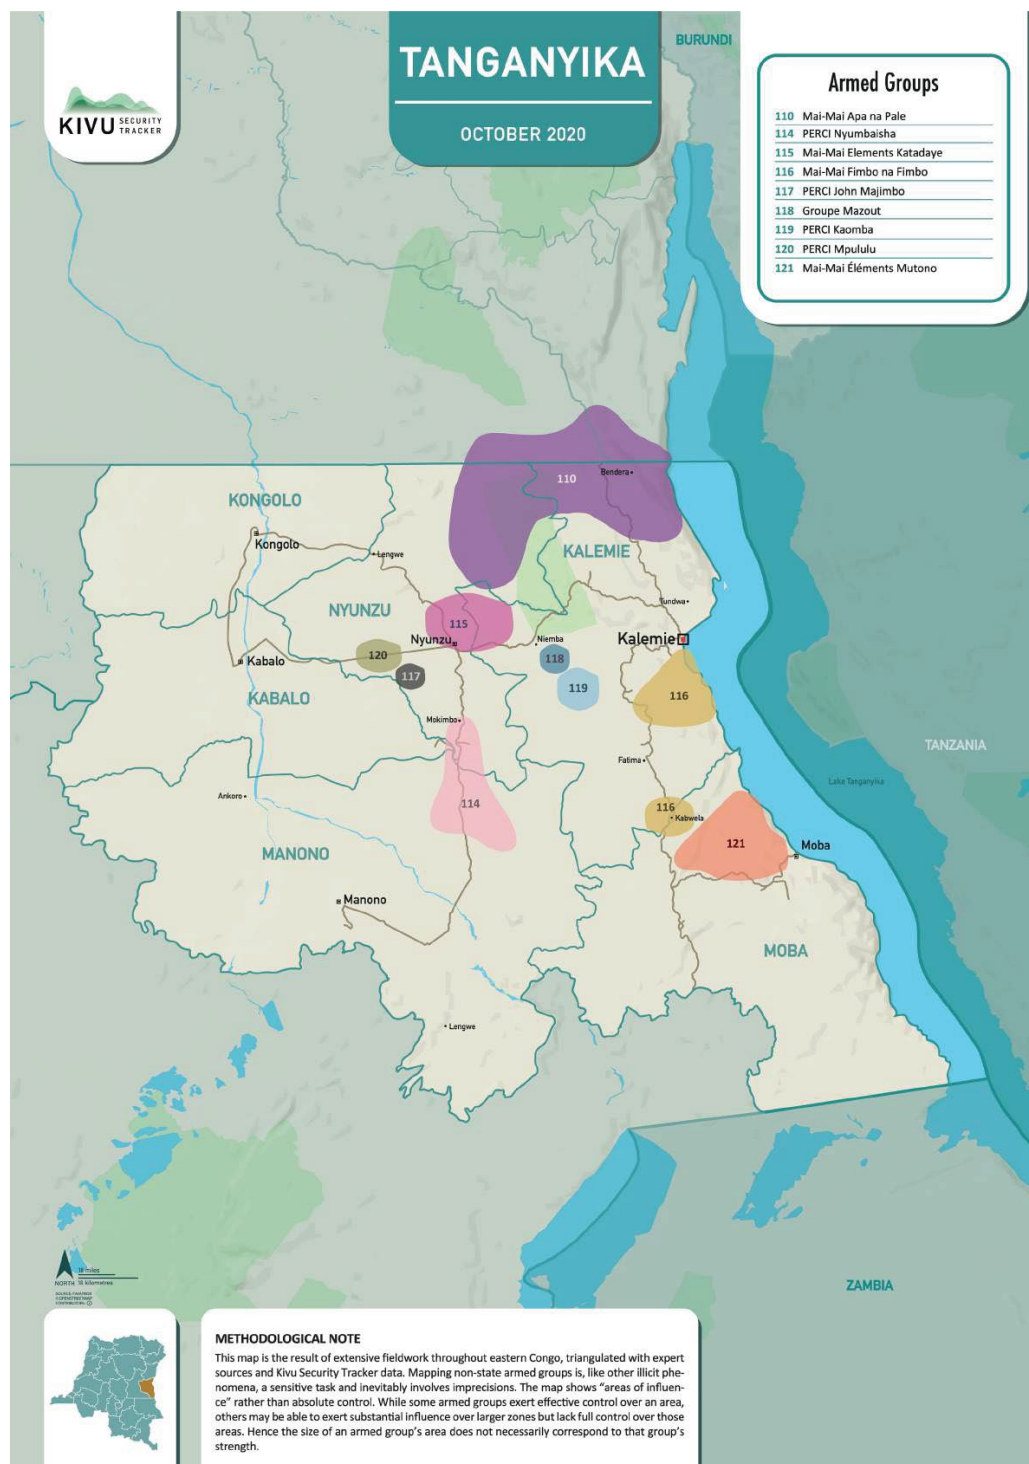 KIVU SECURITY TRACKER
TANGANYIKA
OCTOBER 2020
BURUNDI
Armed Groups
110 Mai-Mai Apa na Pale
114 PERCI Nyumbaisha
115 Mai-Mai Elements Katadaye
116 Mai-Mai Fimbo na Fimbo
117 PERCI John Majimbo
118 Groupe Mazout
119 PERCI Kaomba
120 PERCI Mpululu
121 Mai-Mai Éléments Mutono
Bendera
110
KONGOLO
Kongolo
Lengwe
KALEMIE
NYUNZU
Tundwa
115
Nyunzu
Niemba
Kalemie
120
118
Kabalo
117
119
116
KABALO
Mokimbo
TANZANIA
Fatima
Lake Tanganyika
Ankoro
114
116
Kabwela
121
Moba
MANONO
Manono
MOBA
Lengwe
ZAMBIA
18 miles
NORTH 18 kilometres
METHODOLOGICAL NOTE
This map is the result of extensive fieldwork throughout eastern Congo, triangulated with expert
sources and Kivu Security Tracker data. Mapping non-state armed groups is, like other illicit phe-
nomena, a sensitive task and inevitably involves imprecisions. The map shows “areas of influen-
ce” rather than absolute control. While some armed groups exert effective control over an area,
others may be able to exert substantial influence over larger zones but lack full control over those
areas. Hence the size of an armed group’s area does not necessarily correspond to that group’s
strength.